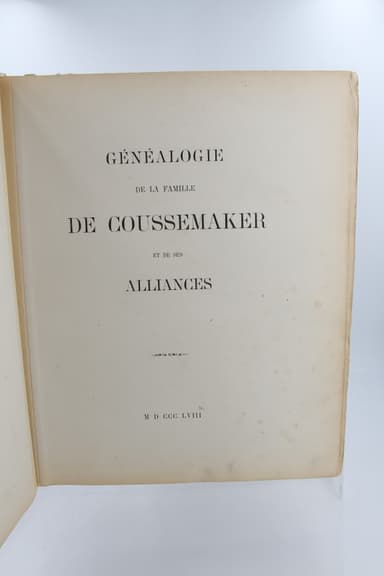 GÉNÉALOGIE
DE LA FAMILLE
DE COUSSEMAKER
ET DE SES
ALLIANCES
M D CCC LVIII